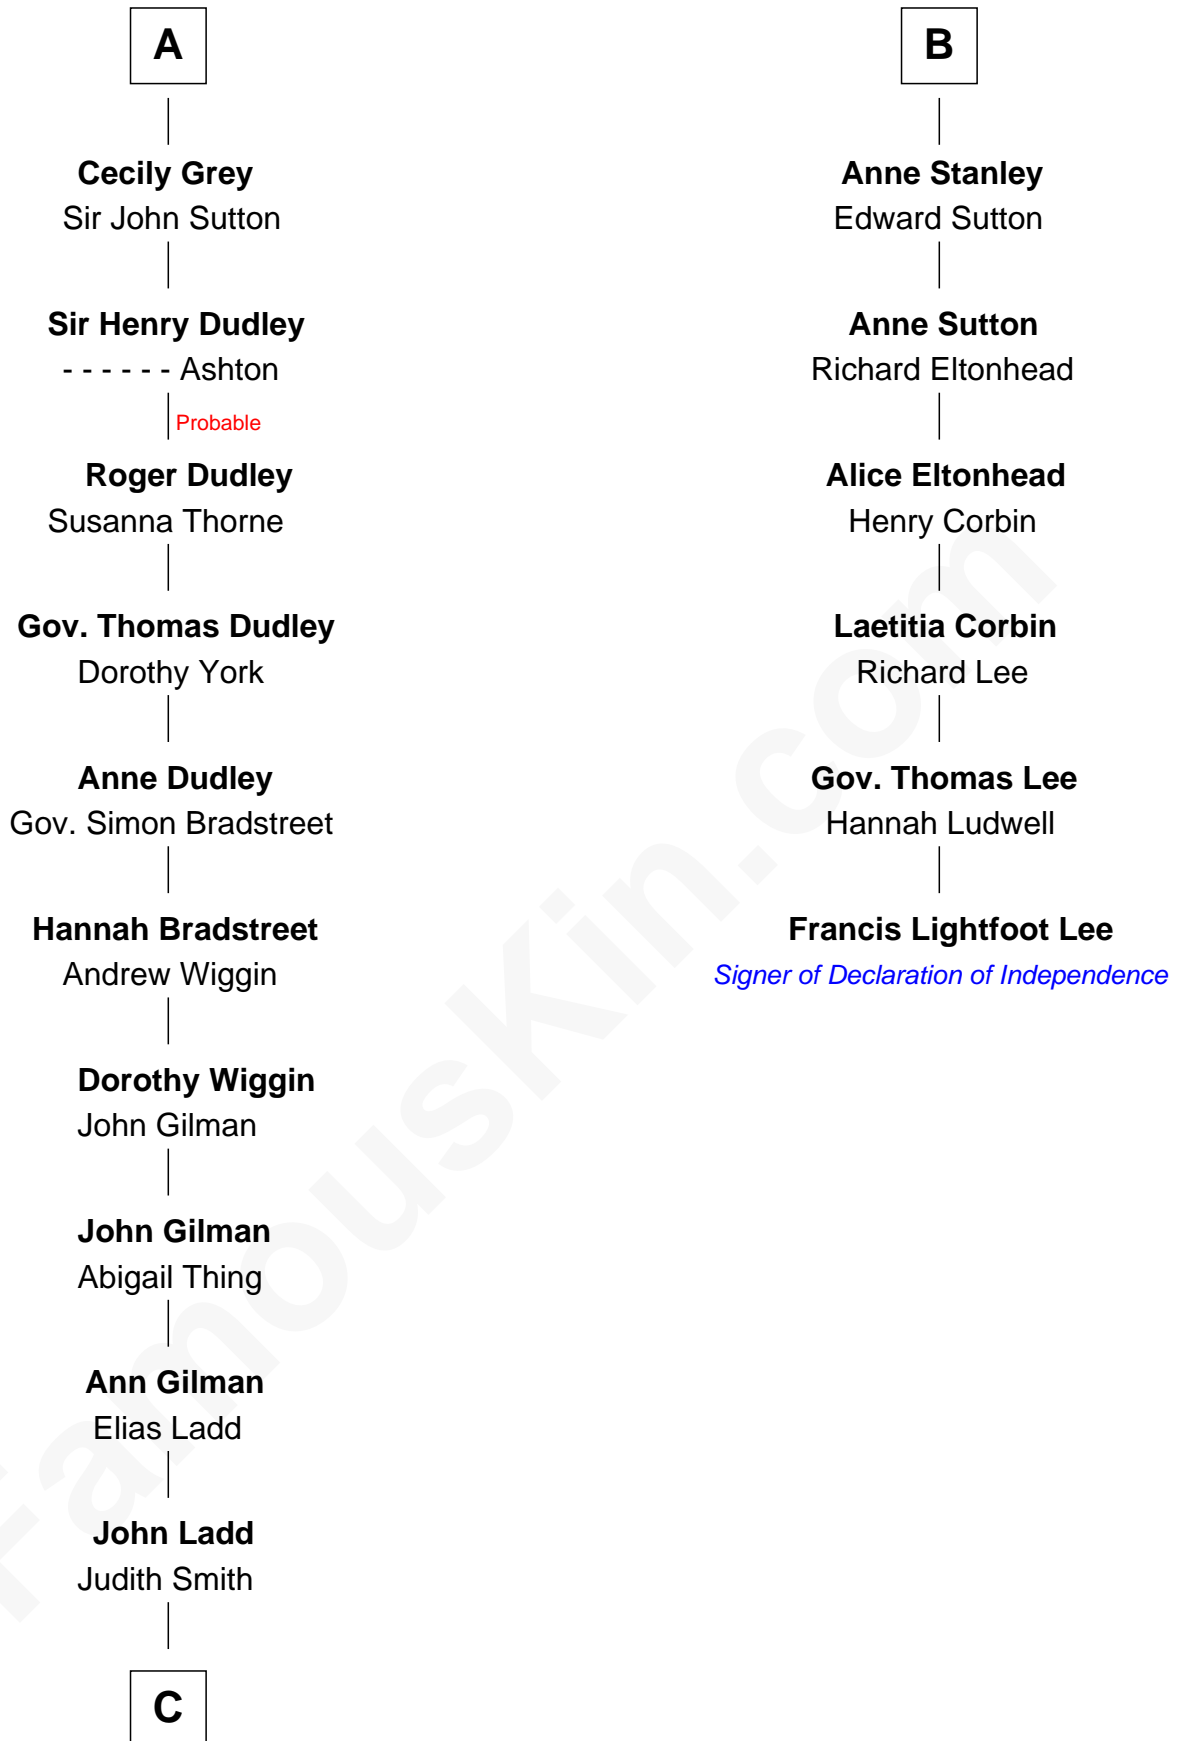 A
Cecily Grey
Sir John Sutton
Sir Henry Dudley
- - - - - - Ashton
Probable
Roger Dudley
Susanna Thorne
Gov. Thomas Dudley
Dorothy York
Anne Dudley
Gov. Simon Bradstreet
Hannah Bradstreet
Andrew Wiggin
Dorothy Wiggin
John Gilman
John Gilman
Abigail Thing
Ann Gilman
Elias Ladd
John Ladd
Judith Smith
C
B
Anne Stanley
Edward Sutton
Anne Sutton
Richard Eltonhead
Alice Eltonhead
Henry Corbin
Laetitia Corbin
Richard Lee
Gov. Thomas Lee
Hannah Ludwell
Francis Lightfoot Lee
Signer of Declaration of Independence
FamousKin.com